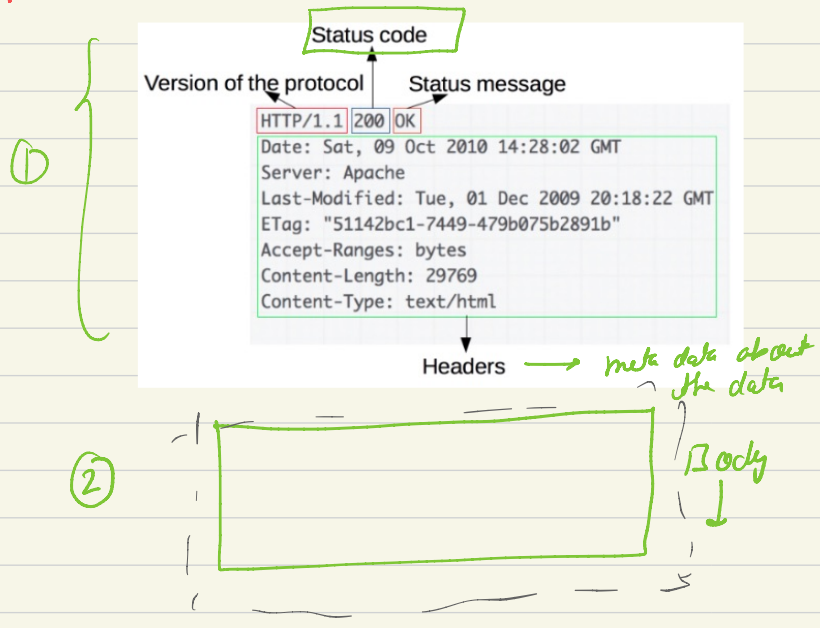 Status code
Version of the protocol Status message
HTTP/1.1 200 OK
①
Date: Sat, 09 Oct 2010 14:28:02 GMT
Server: Apache
Last-Modified: Tue, 01 Dec 2009 20:18:22 GMT
ETag: "51142bc1-7449-479b075b2891b"
Accept-Ranges: bytes
Content-Length: 29769
Content-Type: text/html
Headers → meta data about
the data
② Body